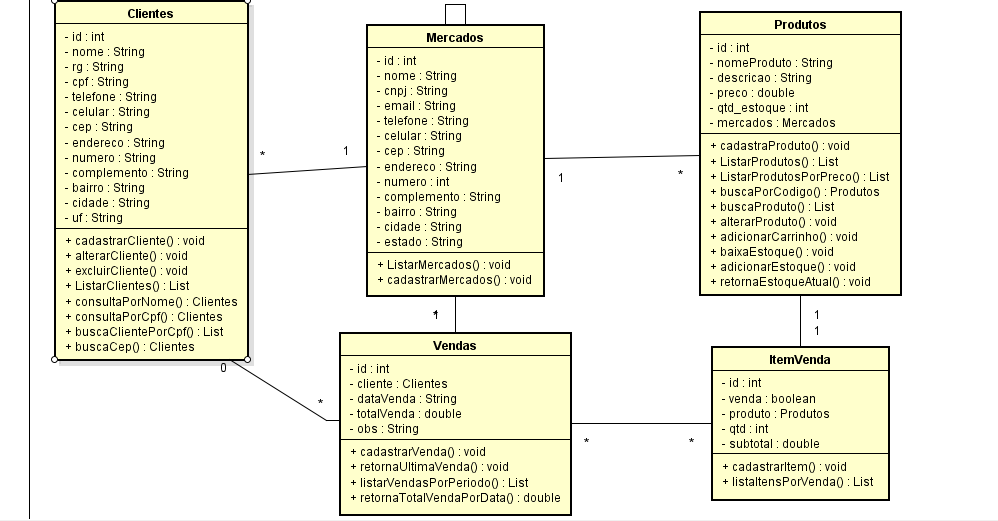 Clientes
- id : int
- nome : String
- rg : String
- cpf : String
- telefone : String
- celular : String
- cep : String
- endereco : String
- numero : String
- complemento : String
- bairro : String
- cidade : String
- uf : String
+ cadastrarCliente() : void
+ alterarCliente() : void
+ excluirCliente() : void
+ ListarClientes() : List
+ consultaPorNome() : Clientes
+ consultaPorCpf() : Clientes
+ buscaClientePorCpf() : List
+ buscaCep() : Clientes
* 1
Mercados
- id : int
- nome : String
- cnpj : String
- email : String
- telefone : String
- celular : String
- cep : String
- endereco : String
- numero : int
- complemento : String
- bairro : String
- cidade : String
- estado : String
+ ListarMercados() : void
+ cadastrarMercados() : void
1 *
Produtos
- id : int
- nomeProduto : String
- descricao : String
- preco : double
- qtd_estoque : int
- mercados : Mercados
+ cadastraProduto() : void
+ ListarProdutos() : List
+ ListarProdutosPorPreco() : List
+ buscaPorCodigo() : Produtos
+ buscaProduto() : List
+ alterarProduto() : void
+ adicionarCarrinho() : void
+ baixaEstoque() : void
+ adicionarEstoque() : void
+ retornaEstoqueAtual() : void
1
1
1
0
*
Vendas
- id : int
- cliente : Clientes
- dataVenda : String
- totalVenda : double
- obs : String
+ cadastrarVenda() : void
+ retornaUltimaVenda() : void
+ listarVendasPorPeriodo() : List
+ retornaTotalVendaPorData() : double
* *
ItemVenda
- id : int
- venda : boolean
- produto : Produtos
- qtd : int
- subtotal : double
+ cadastrarItem() : void
+ listaItensPorVenda() : List